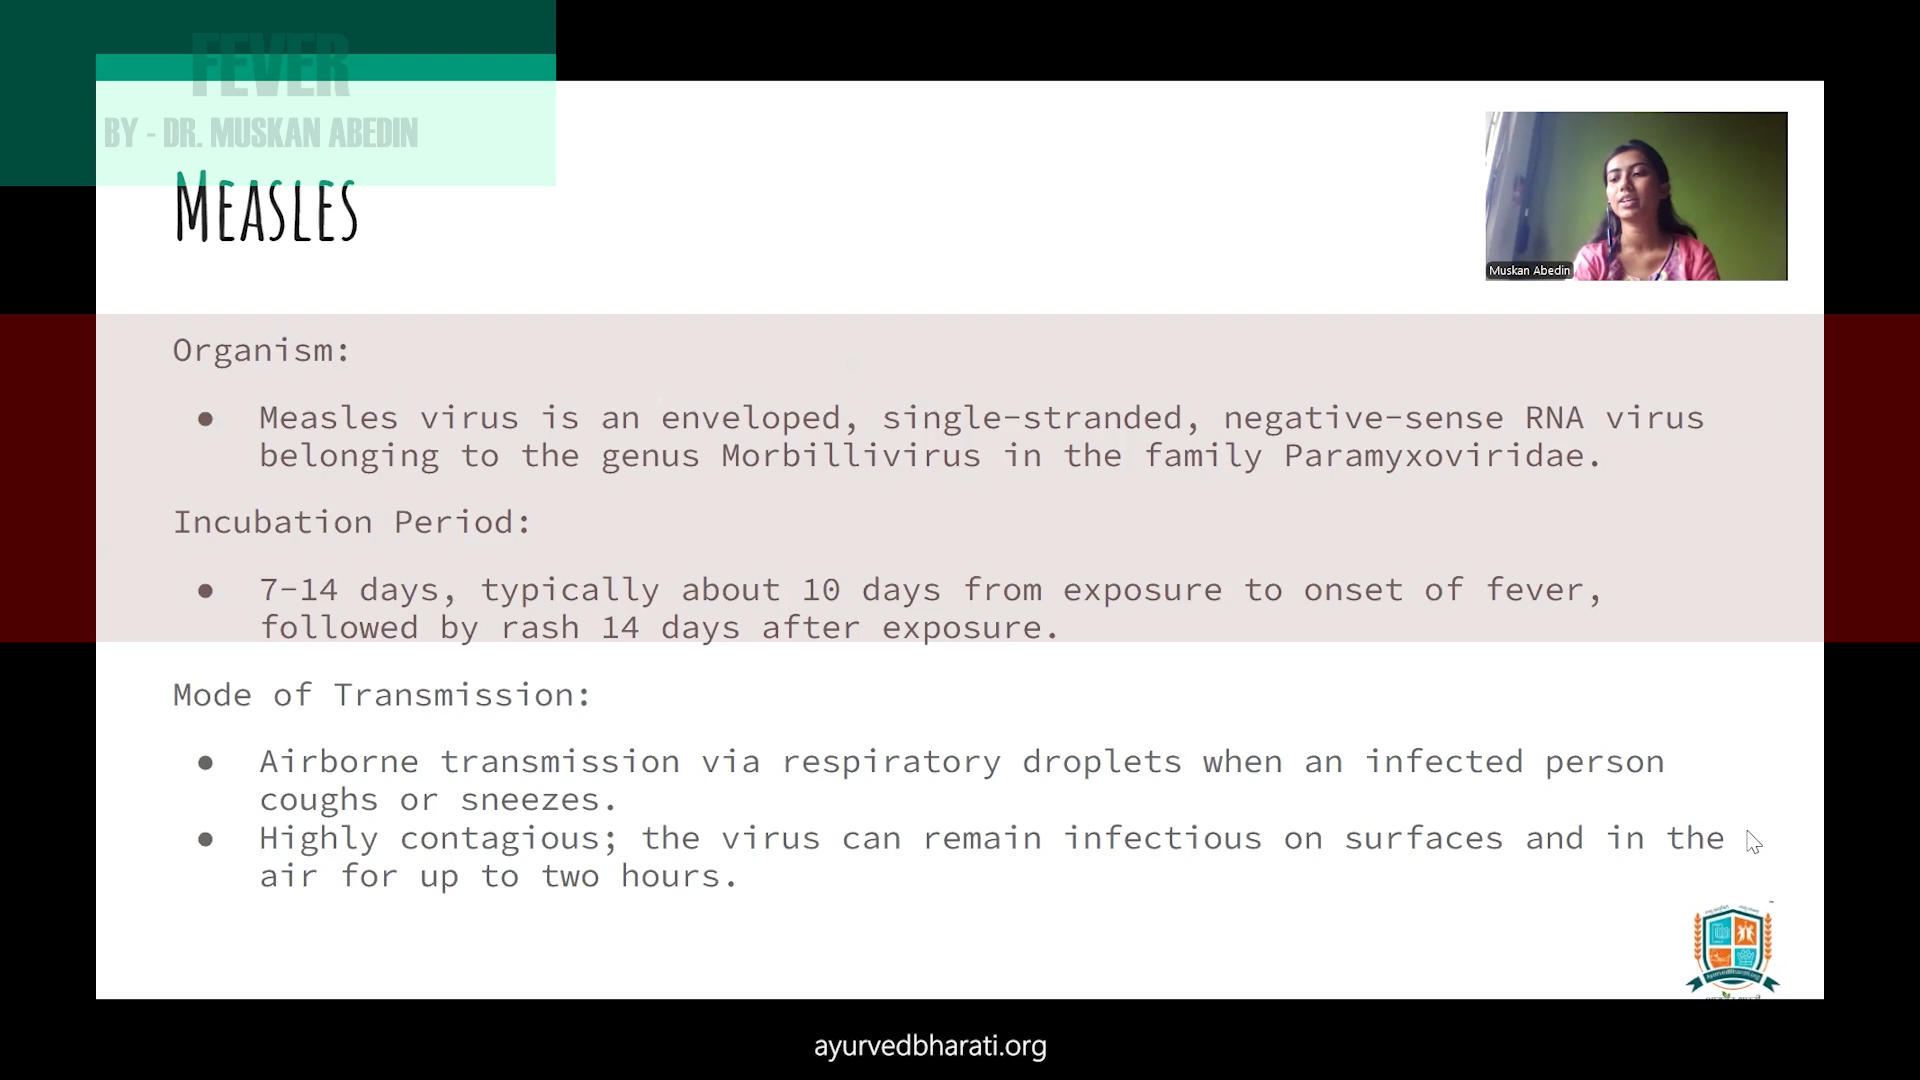 FEVER
BY - DR. MUSKAN ABEDIN
MEASLES
Muskan Abedin
Organism:
● Measles virus is an enveloped, single-stranded, negative-sense RNA virus
belonging to the genus Morbillivirus in the family Paramyxoviridae.
Incubation Period:
● 7-14 days, typically about 10 days from exposure to onset of fever,
followed by rash 14 days after exposure.
Mode of Transmission:
● Airborne transmission via respiratory droplets when an infected person
coughs or sneezes.
● Highly contagious; the virus can remain infectious on surfaces and in the
air for up to two hours.
ayurvedbharati.org